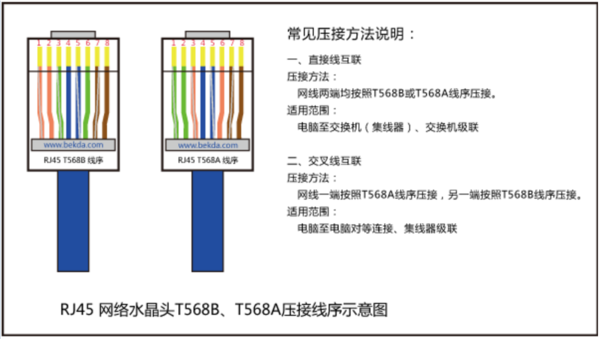 1 2 3 4 5 6 7 8
www.bekda.com
RJ45 T568B 线序
1 2 3 4 5 6 7 8
www.bekda.com
RJ45 T568A 线序
常见压接方法说明：
一、直接线互联
压接方法：
网线两端均按照T568B或T568A线序压接。
适用范围：
电脑至交换机（集线器）、交换机级联
二、交叉线互联
压接方法：
网线一端按照T568A线序压接，另一端按照T568B线序压接。
适用范围：
电脑至电脑对等连接、集线器级联
RJ45 网络水晶头T568B、T568A压接线序示意图